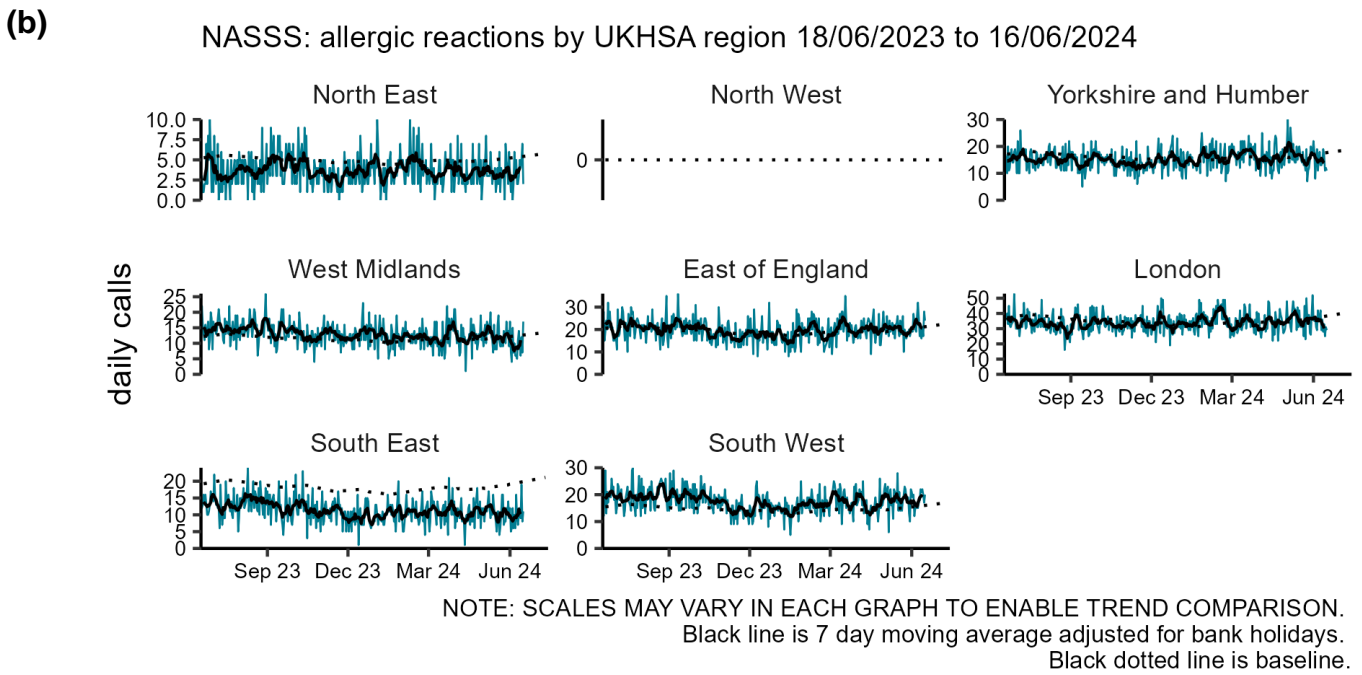 (b)
NASSS: allergic reactions by UKHSA region 18/06/2023 to 16/06/2024
North East
North West
Yorkshire and Humber
10.0
7.5
5.0
2.5
0.0
0
30
20
10
0
daily calls
West Midlands
East of England
London
25
20
15
10
5
0
30
20
10
0
50
40
30
20
10
0
Sep 23 Dec 23 Mar 24 Jun 24
South East
South West
20
15
10
5
0
30
20
10
0
Sep 23 Dec 23 Mar 24 Jun 24
Sep 23 Dec 23 Mar 24 Jun 24
NOTE: SCALES MAY VARY IN EACH GRAPH TO ENABLE TREND COMPARISON.
Black line is 7 day moving average adjusted for bank holidays.
Black dotted line is baseline.